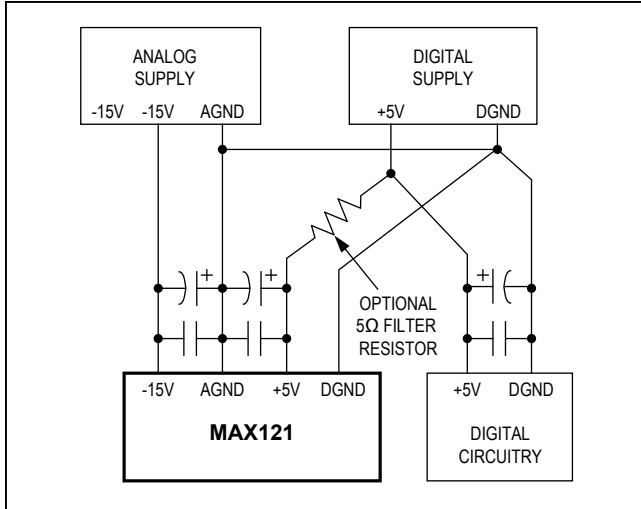 ANALOG
SUPPLY
-15V -15V AGND
DIGITAL
SUPPLY
+5V DGND
+ + +
OPTIONAL
5Ω FILTER
RESISTOR
-15V AGND +5V DGND
MAX121
+5V DGND
DIGITAL
CIRCUITRY